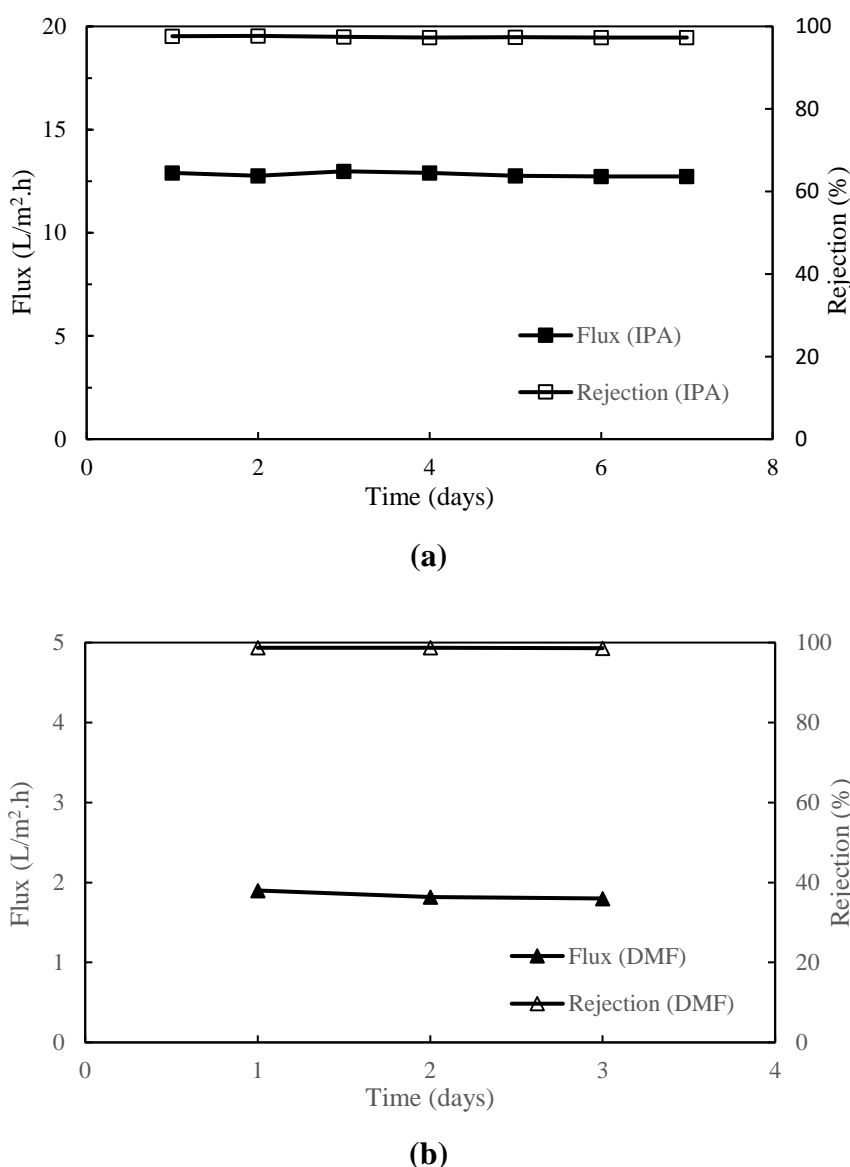 20
15
10
5
0
100
80
60
40
20
0
Flux (L/m².h)
Rejection (%)
Flux (IPA)
Rejection (IPA)
0 2 4 6 8
Time (days)
(a)
5
4
3
2
1
0
100
80
60
40
20
0
Flux (L/m².h)
Rejection (%)
Flux (DMF)
Rejection (DMF)
0 1 2 3 4
Time (days)
(b)